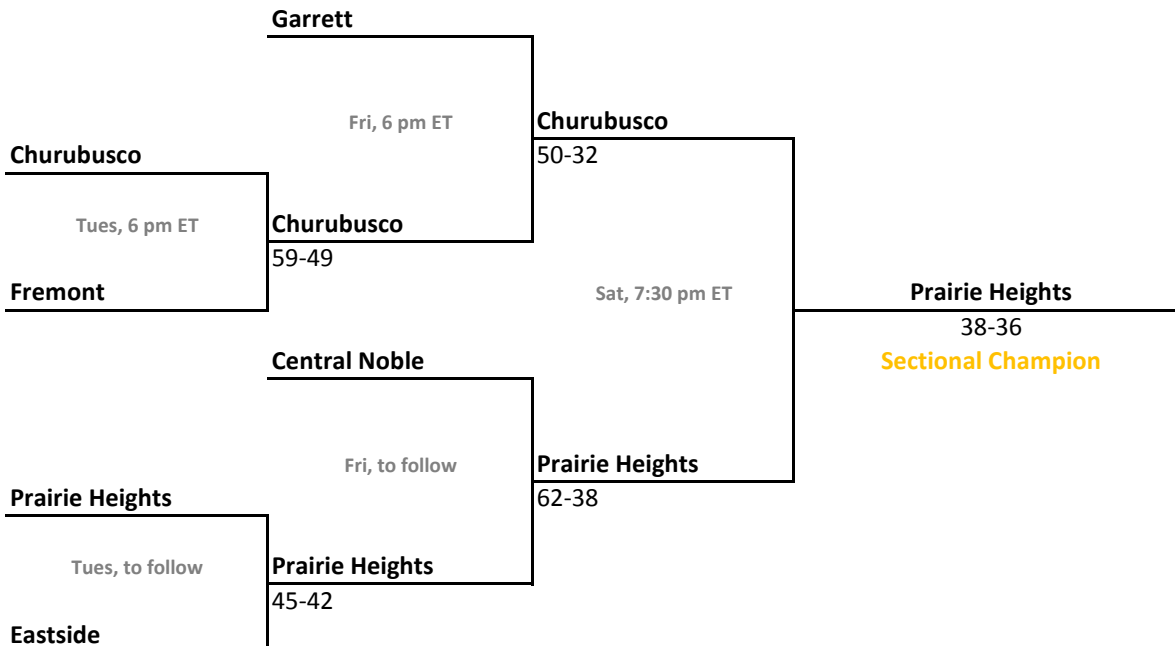 Garrett
Fri, 6 pm ET
Churubusco
50-32
Churubusco
Tues, 6 pm ET
Churubusco
59-49
Fremont
Sat, 7:30 pm ET
Prairie Heights
38-36
Sectional Champion
Central Noble
Fri, to follow
Prairie Heights
62-38
Prairie Heights
Tues, to follow
Prairie Heights
45-42
Eastside